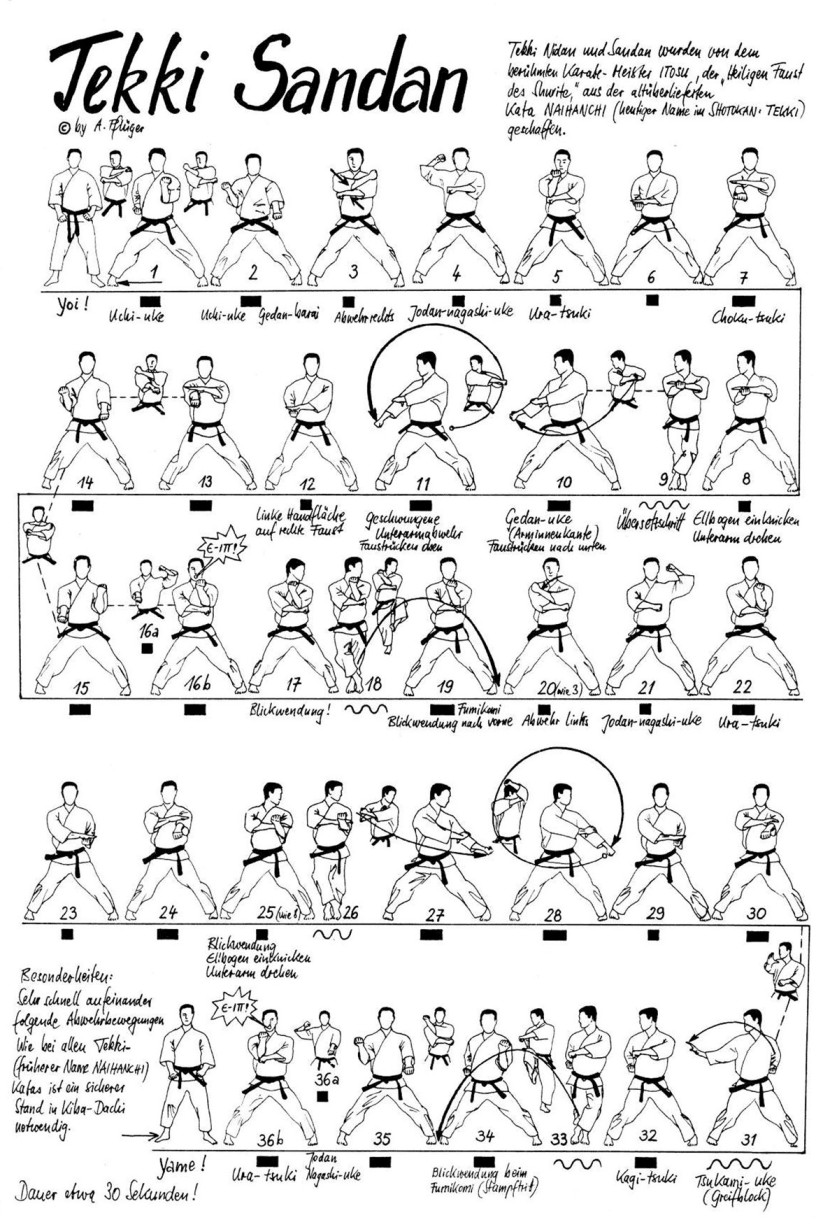 Tekki Sandan
© by A. Pflüger
Tekki Nidan und Sandan wurden von dem
berühmten Karate-Meister ITOSU, der „Heiligen Faust
des Shurite,“ aus der altüberlieferten
Kata NAIHANCHI (heutiger Name im SHOTOKAN: TEKKI)
geschaffen.
1 2 3 4 5 6 7
Yoi! Uchi-uke Uchi-uke Gedan-barai Abwehr rechts Jodan-nagashi-uke Ura-tsuki Choku-tsuki
14 13 12 11 10 9 8
Linke Handfläche
auf rechte Faust
geschwungene
Unterarmabwehr
Faustrücken oben
Gedan-uke
(Arminnenkante)
Faustrücken nach unten
Übersetzschritt
Ellbogen einknicken
Unterarm drehen
E-ITT!
16a
15 16b 17 18 19 20 (wie 3) 21 22
Blickwendung!
Fumikomi
Blickwendung nach vorne
Abwehr links
Jodan-nagashi-uke
Ura-tsuki
23 24 25 (wie 8) 26 27 28 29 30
Blickwendung
Ellbogen einknicken
Unterarm drehen
Besonderheiten:
Sehr schnell aufeinander
folgende Abwehrbewegungen
Wie bei allen Tekki-
(früherer Name NAIHANCHI)
Katas ist ein sicherer
Stand in Kiba-Dachi
notwendig.
E-ITT!
36a
36b 35 34 33 32 31
Yame!
Ura-tsuki
Jodan
Nagashi-uke
Blickwendung beim
Fumikomi (Stampftritt)
Kagi-tsuki
Tsukami-uke
(Greifblock)
Dauer etwa 30 Sekunden!